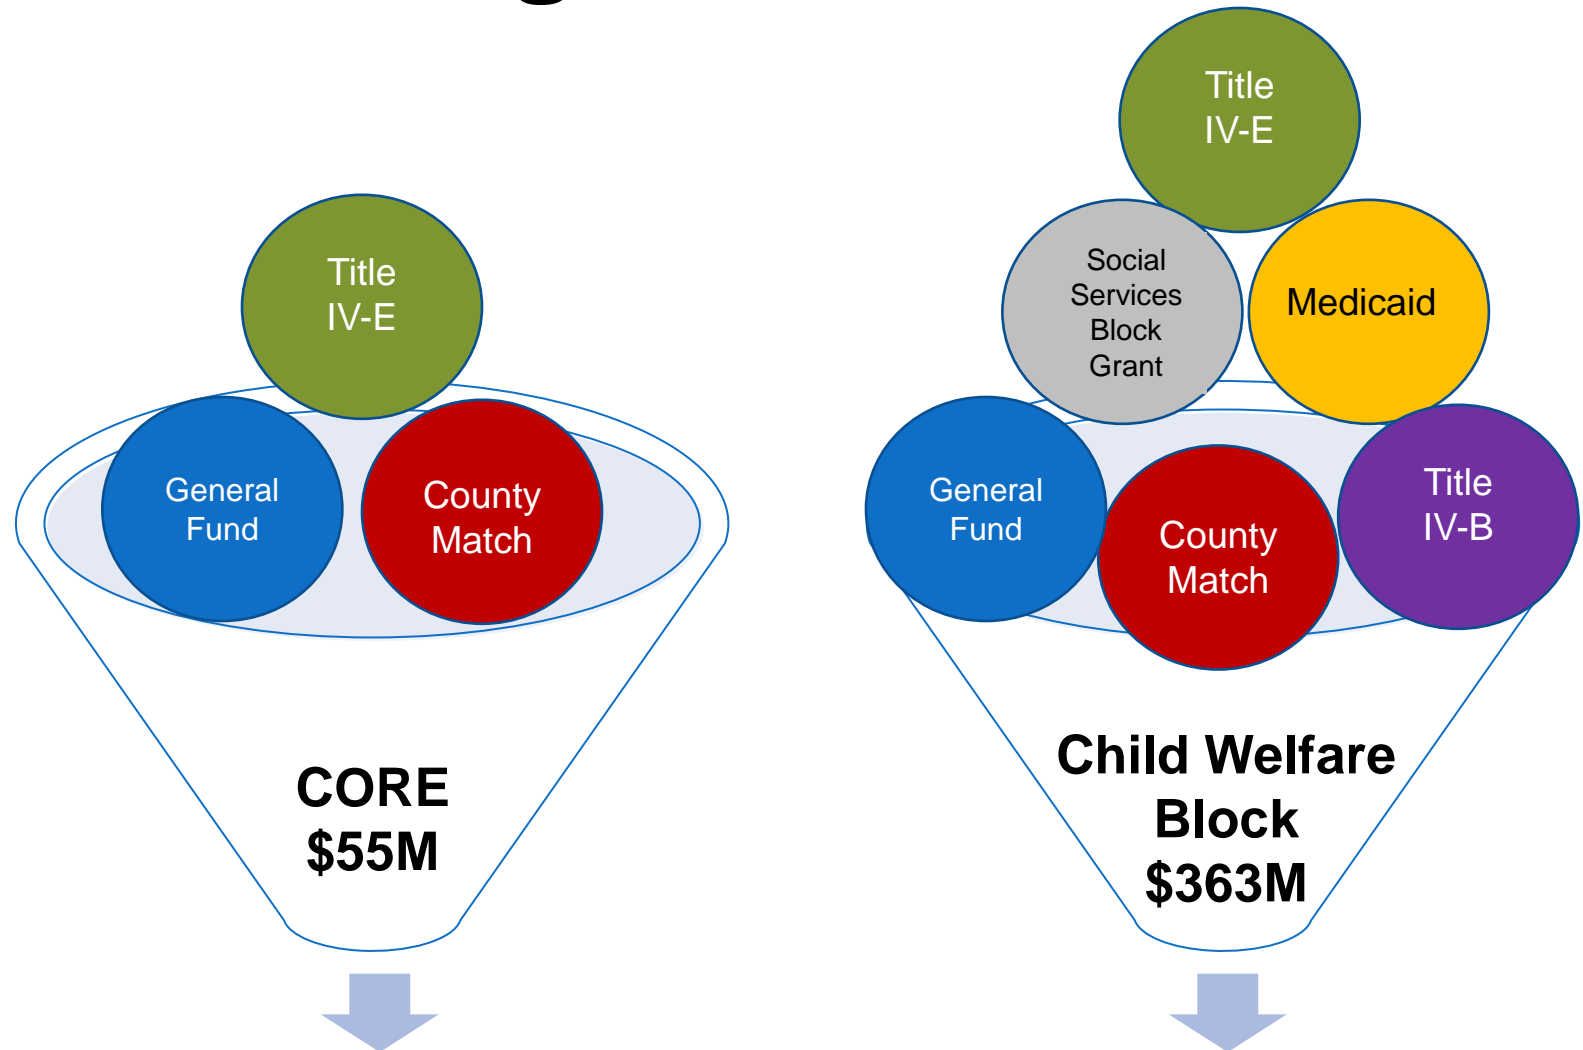 Title
IV-E
General
Fund
County
Match
CORE
$55M
Title
IV-E
Social
Services
Block
Grant
Medicaid
General
Fund
County
Match
Title
IV-B
Child Welfare
Block
$363M